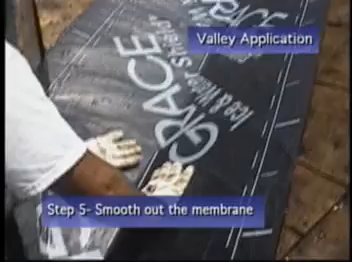 Valley Application
GRACE
Ice & Water Shield
Step 5- Smooth out the membrane